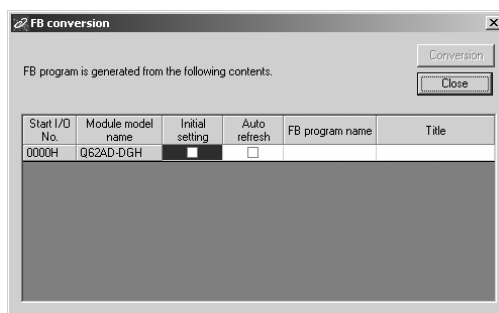 FB conversion
Conversion
FB program is generated from the following contents.
Close
Start I/O No. Module model name Initial setting Auto refresh FB program name Title
0000H Q62AD-DGH